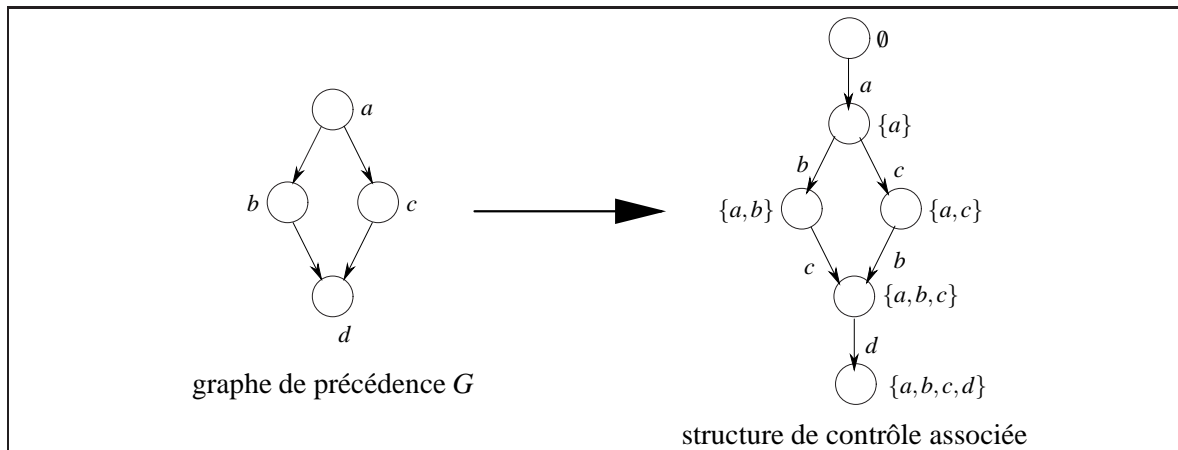 a
b
c
d
graphe de précédence G
∅
a
{a}
b
c
{a,b}
{a,c}
c
b
{a,b,c}
d
{a,b,c,d}
structure de contrôle associée